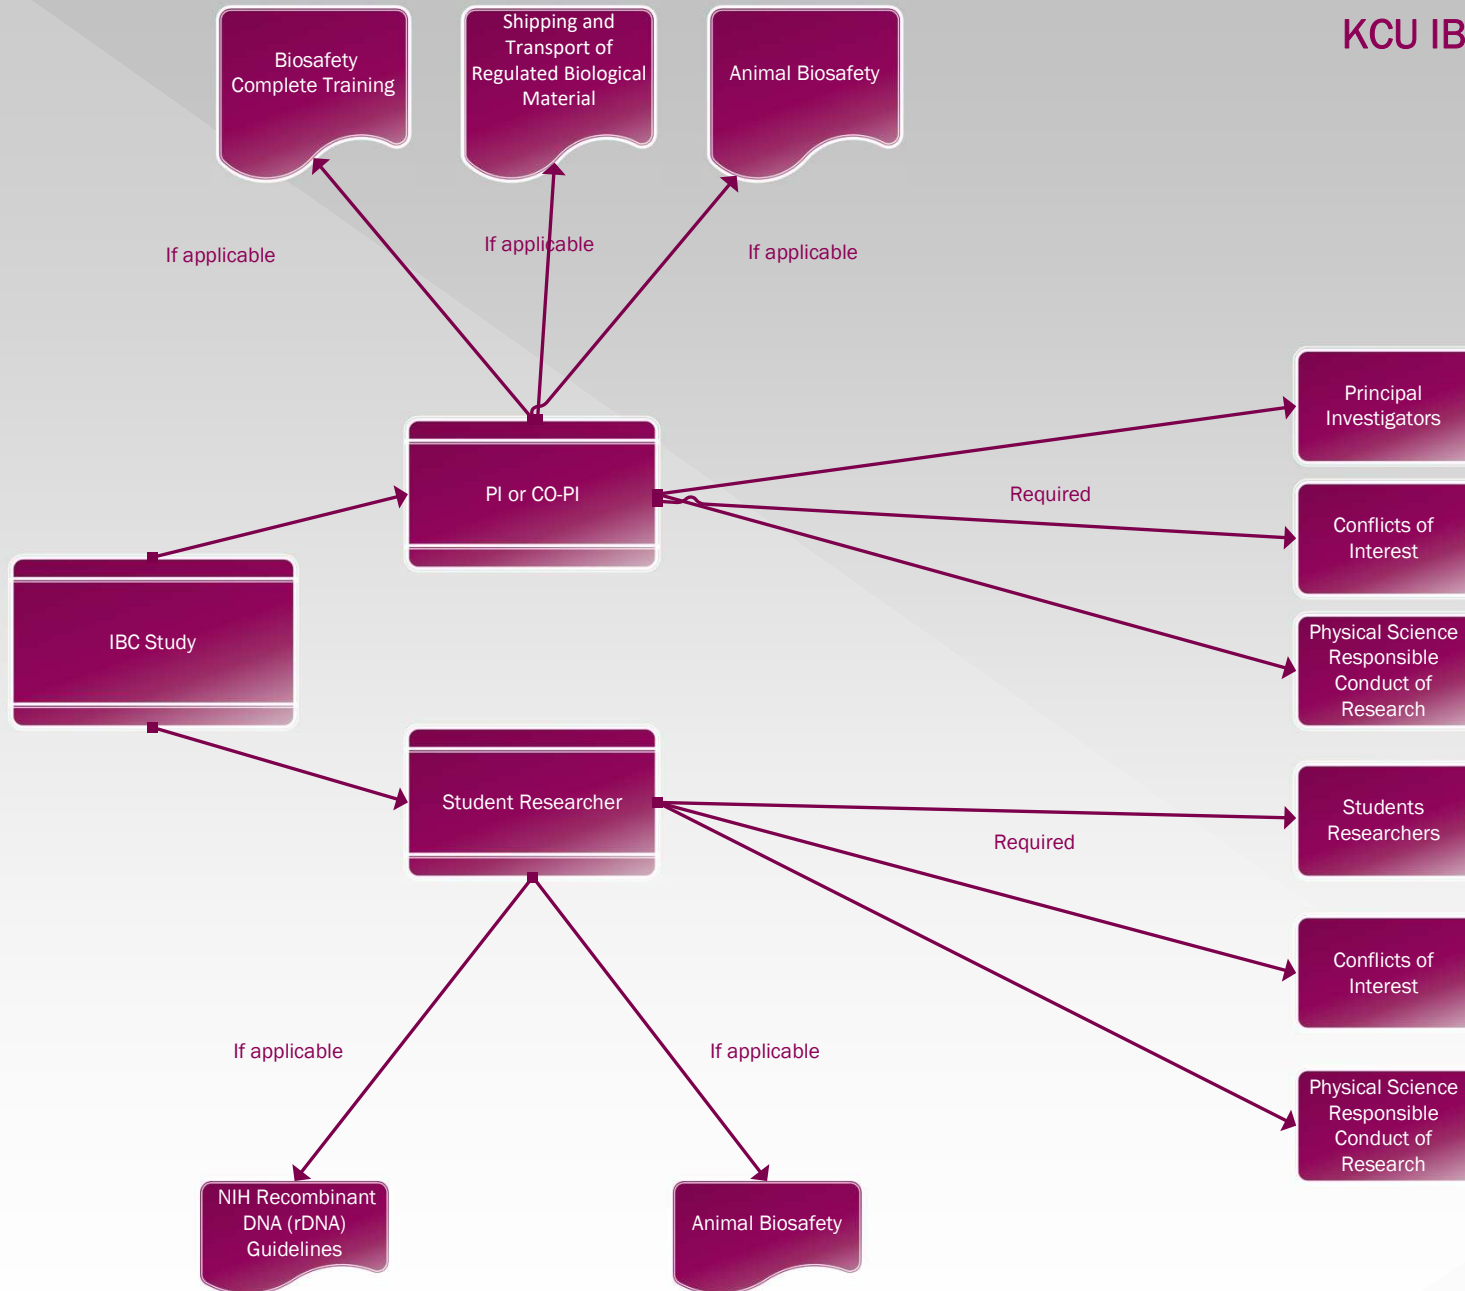 KCU IB
Biosafety
Complete Training
Shipping and
Transport of
Regulated Biological
Material
Animal Biosafety
If applicable
If applicable
If applicable
Principal
Investigators
PI or CO-PI
Required
Conflicts of
Interest
IBC Study
Physical Science
Responsible
Conduct of
Research
Student Researcher
Students
Researchers
Required
Conflicts of
Interest
If applicable
If applicable
Physical Science
Responsible
Conduct of
Research
NIH Recombinant
DNA (rDNA)
Guidelines
Animal Biosafety